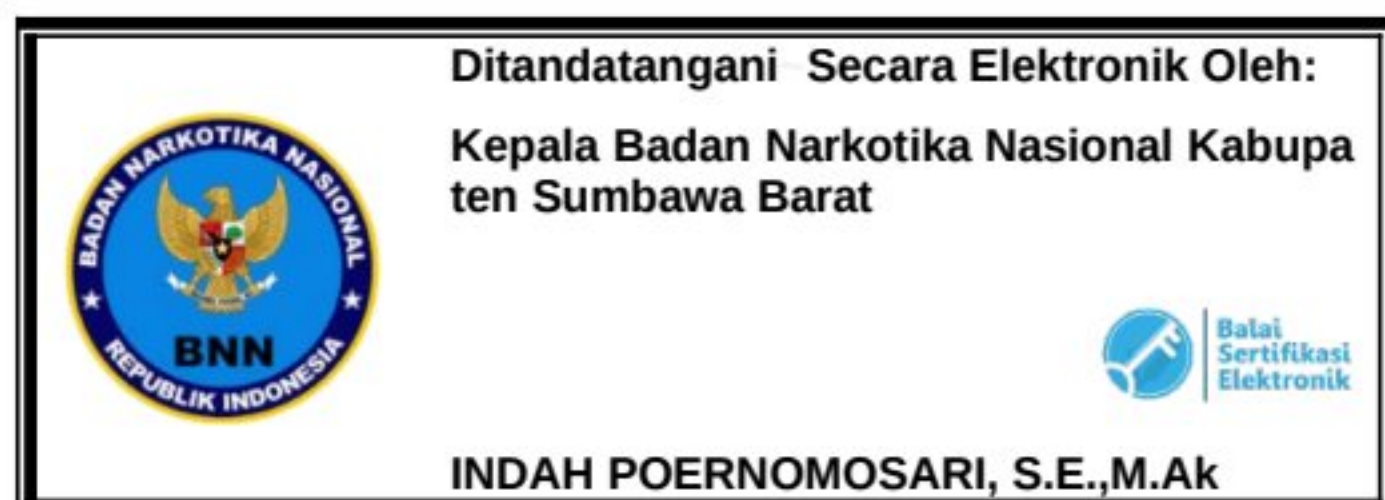 Ditandatangani Secara Elektronik Oleh:
Kepala Badan Narkotika Nasional Kabupa
ten Sumbawa Barat
BADAN NARKOTIKA NASIONAL
BNN
REPUBLIK INDONESIA
Balai
Sertifikasi
Elektronik
INDAH POERNOMOSARI, S.E.,M.Ak